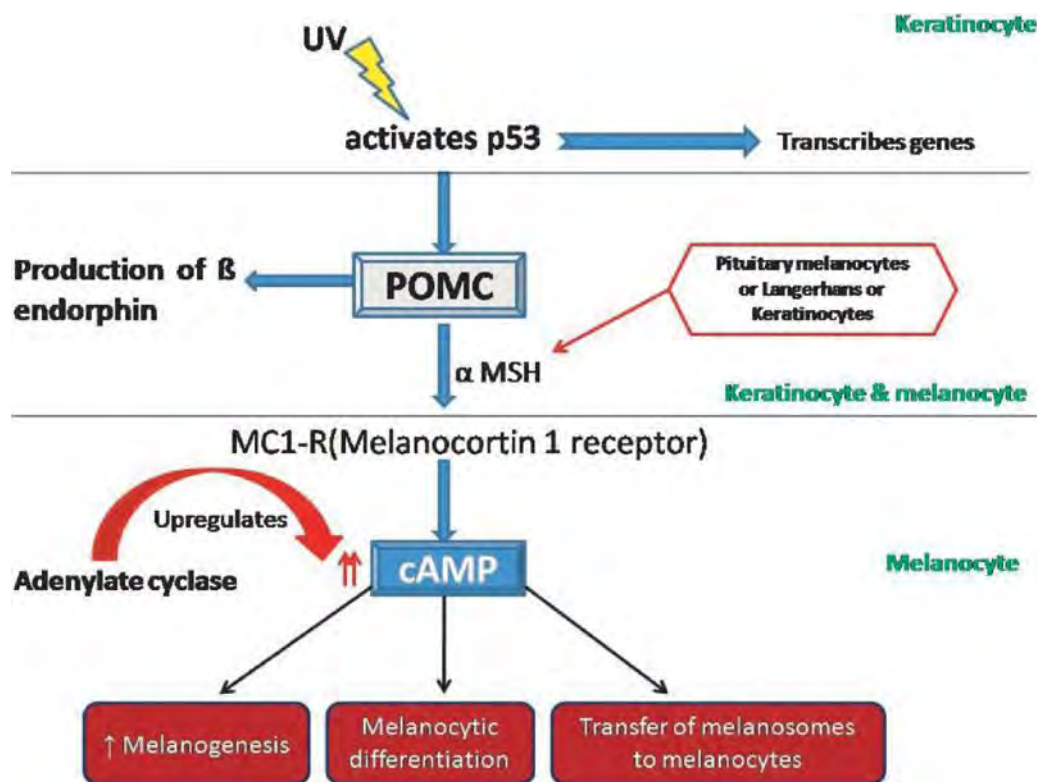 Keratinocyte
UV
activates p53
Transcribes genes
Production of ß
endorphin
POMC
Pituitary melanocytes
or Langerhans or
Keratinocytes
α MSH
Keratinocyte & melanocyte
MC1-R(Melanocortin 1 receptor)
Upregulates
Adenylate cyclase
cAMP
Melanocyte
↑ Melanogenesis
Melanocytic
differentiation
Transfer of melanosomes
to melanocytes